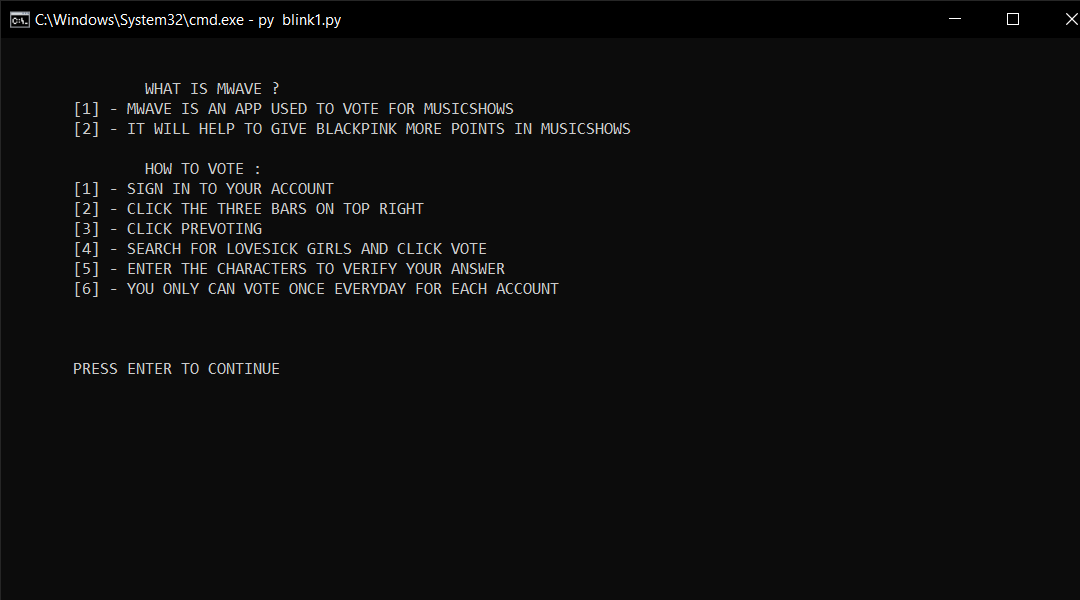 C:\Windows\System32\cmd.exe - py  blink1.py
WHAT IS MWAVE ?
[1] - MWAVE IS AN APP USED TO VOTE FOR MUSICSHOWS
[2] - IT WILL HELP TO GIVE BLACKPINK MORE POINTS IN MUSICSHOWS
HOW TO VOTE :
[1] - SIGN IN TO YOUR ACCOUNT
[2] - CLICK THE THREE BARS ON TOP RIGHT
[3] - CLICK PREVOTING
[4] - SEARCH FOR LOVESICK GIRLS AND CLICK VOTE
[5] - ENTER THE CHARACTERS TO VERIFY YOUR ANSWER
[6] - YOU ONLY CAN VOTE ONCE EVERYDAY FOR EACH ACCOUNT
PRESS ENTER TO CONTINUE